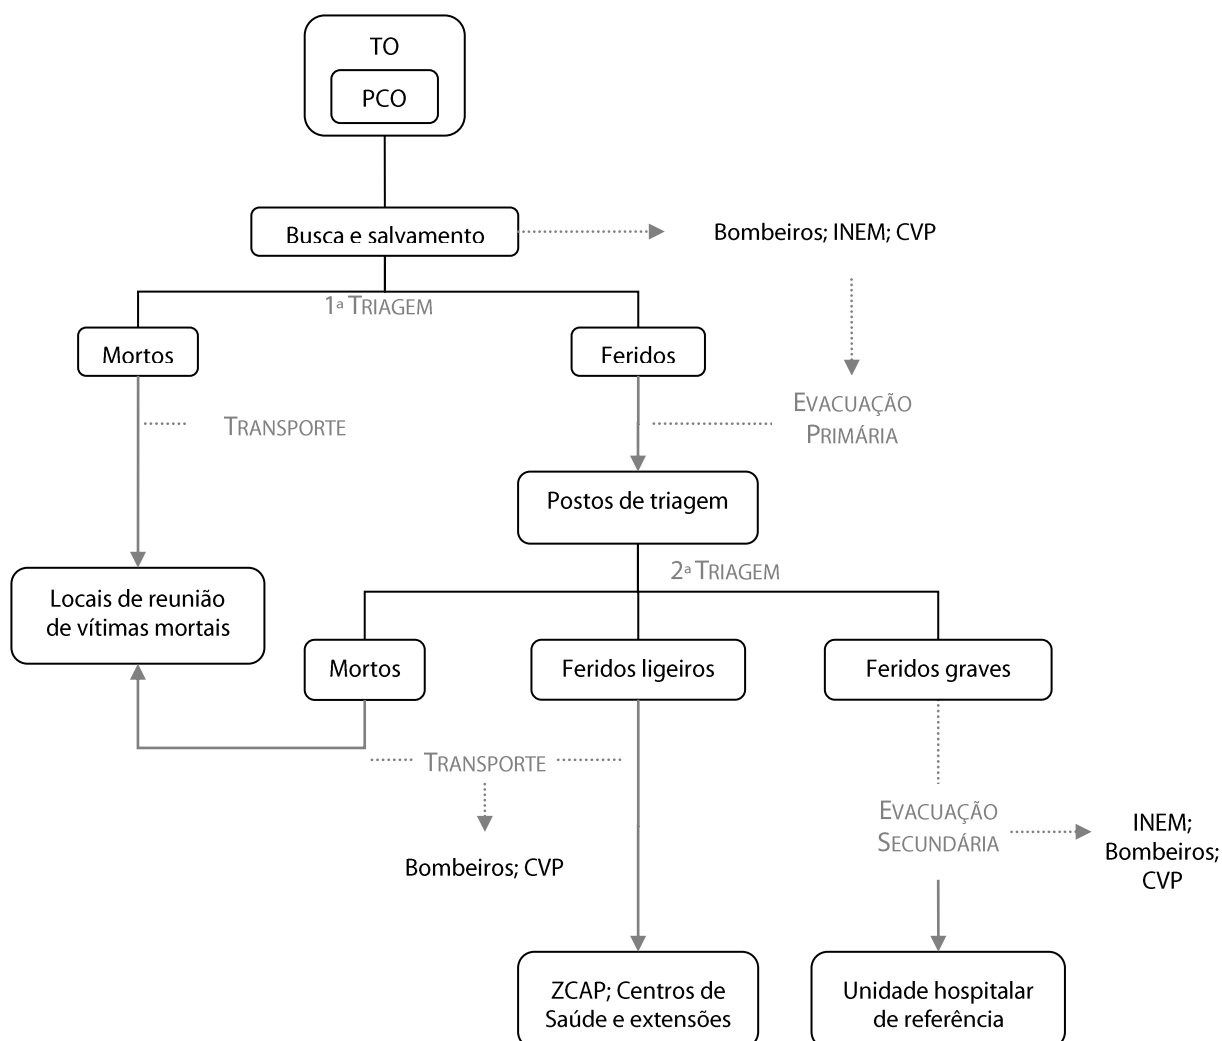 TO
PCO
Busca e salvamento
Bombeiros; INEM; CVP
1ª TRIAGEM
Mortos
Feridos
EVACUAÇÃO
PRIMÁRIA
TRANSPORTE
Postos de triagem
2ª TRIAGEM
Locais de reunião
de vítimas mortais
Mortos
Feridos ligeiros
Feridos graves
TRANSPORTE
EVACUAÇÃO
SECUNDÁRIA
INEM;
Bombeiros;
CVP
Bombeiros; CVP
ZCAP; Centros de
Saúde e extensões
Unidade hospitalar
de referência